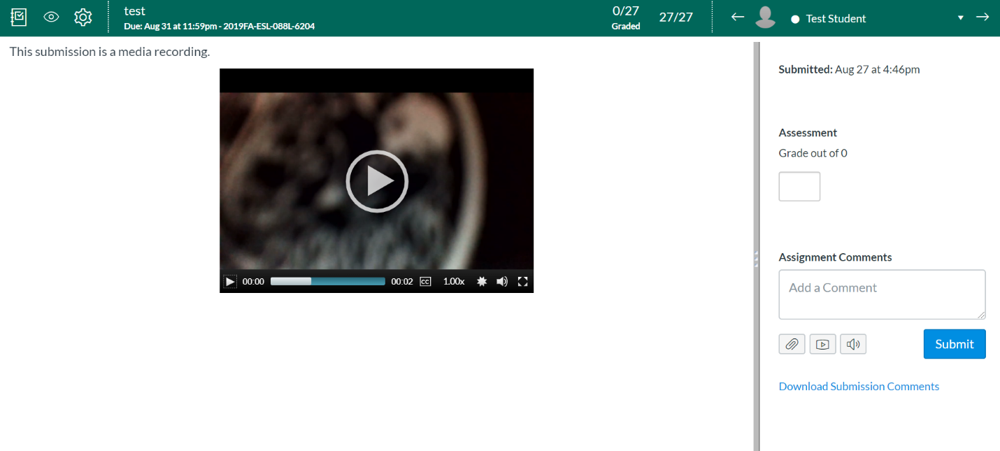 test
Due: Aug 31 at 11:59pm - 2019FA-ESL-088L-6204
0/27
Graded
27/27
Test Student
This submission is a media recording.
00:00
00:02
cc
1.00x
Submitted: Aug 27 at 4:46pm
Assessment
Grade out of 0
Assignment Comments
Add a Comment
Submit
Download Submission Comments